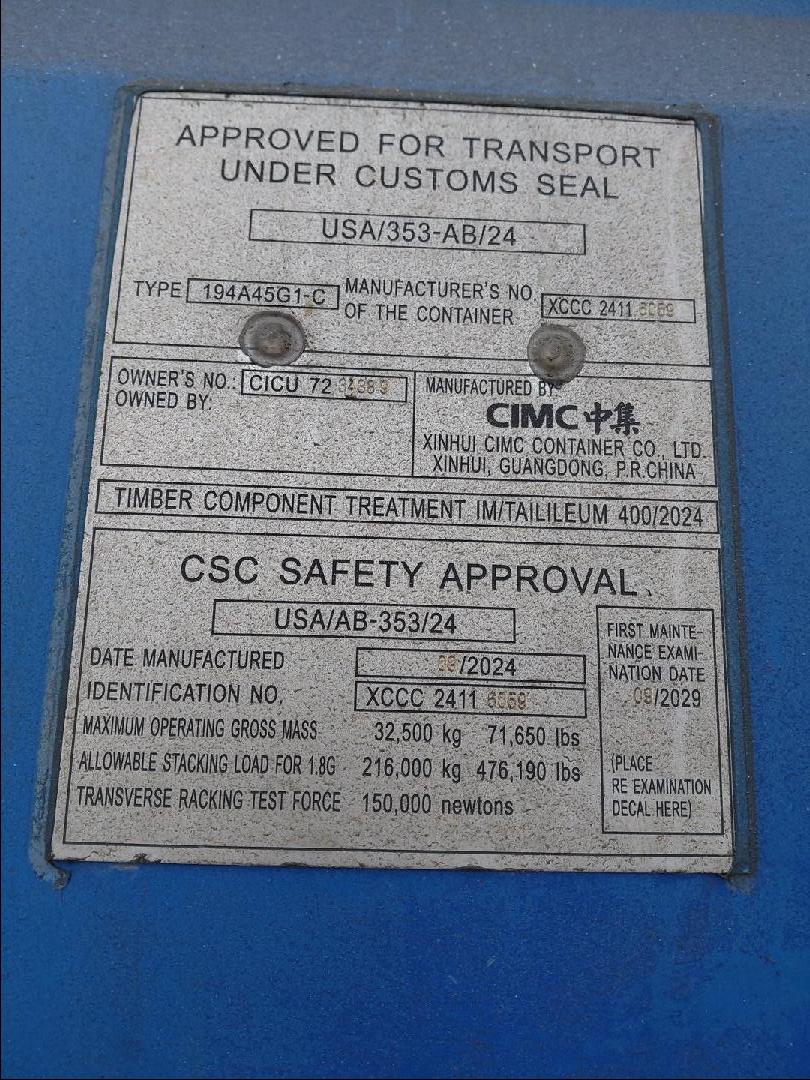 APPROVED FOR TRANSPORT
UNDER CUSTOMS SEAL
USA/353-AB/24
TYPE 194A45G1-C MANUFACTURER'S NO.
OF THE CONTAINER XCCC 2411
OWNER'S NO.: CICU 72
OWNED BY:
MANUFACTURED BY
CIMC 中集
XINHUI CIMC CONTAINER CO., LTD.
XINHUI, GUANGDONG, P.R.CHINA
TIMBER COMPONENT TREATMENT IM/TAILILEUM 400/2024
CSC SAFETY APPROVAL
USA/AB-353/24
DATE MANUFACTURED /2024
IDENTIFICATION NO. XCCC 2411
MAXIMUM OPERATING GROSS MASS 32,500 kg 71,650 lbs
ALLOWABLE STACKING LOAD FOR 1.8G 216,000 kg 476,190 lbs
TRANSVERSE RACKING TEST FORCE 150,000 newtons
FIRST MAINTE-
NANCE EXAMI-
NATION DATE
/2029
(PLACE
RE EXAMINATION
DECAL HERE)